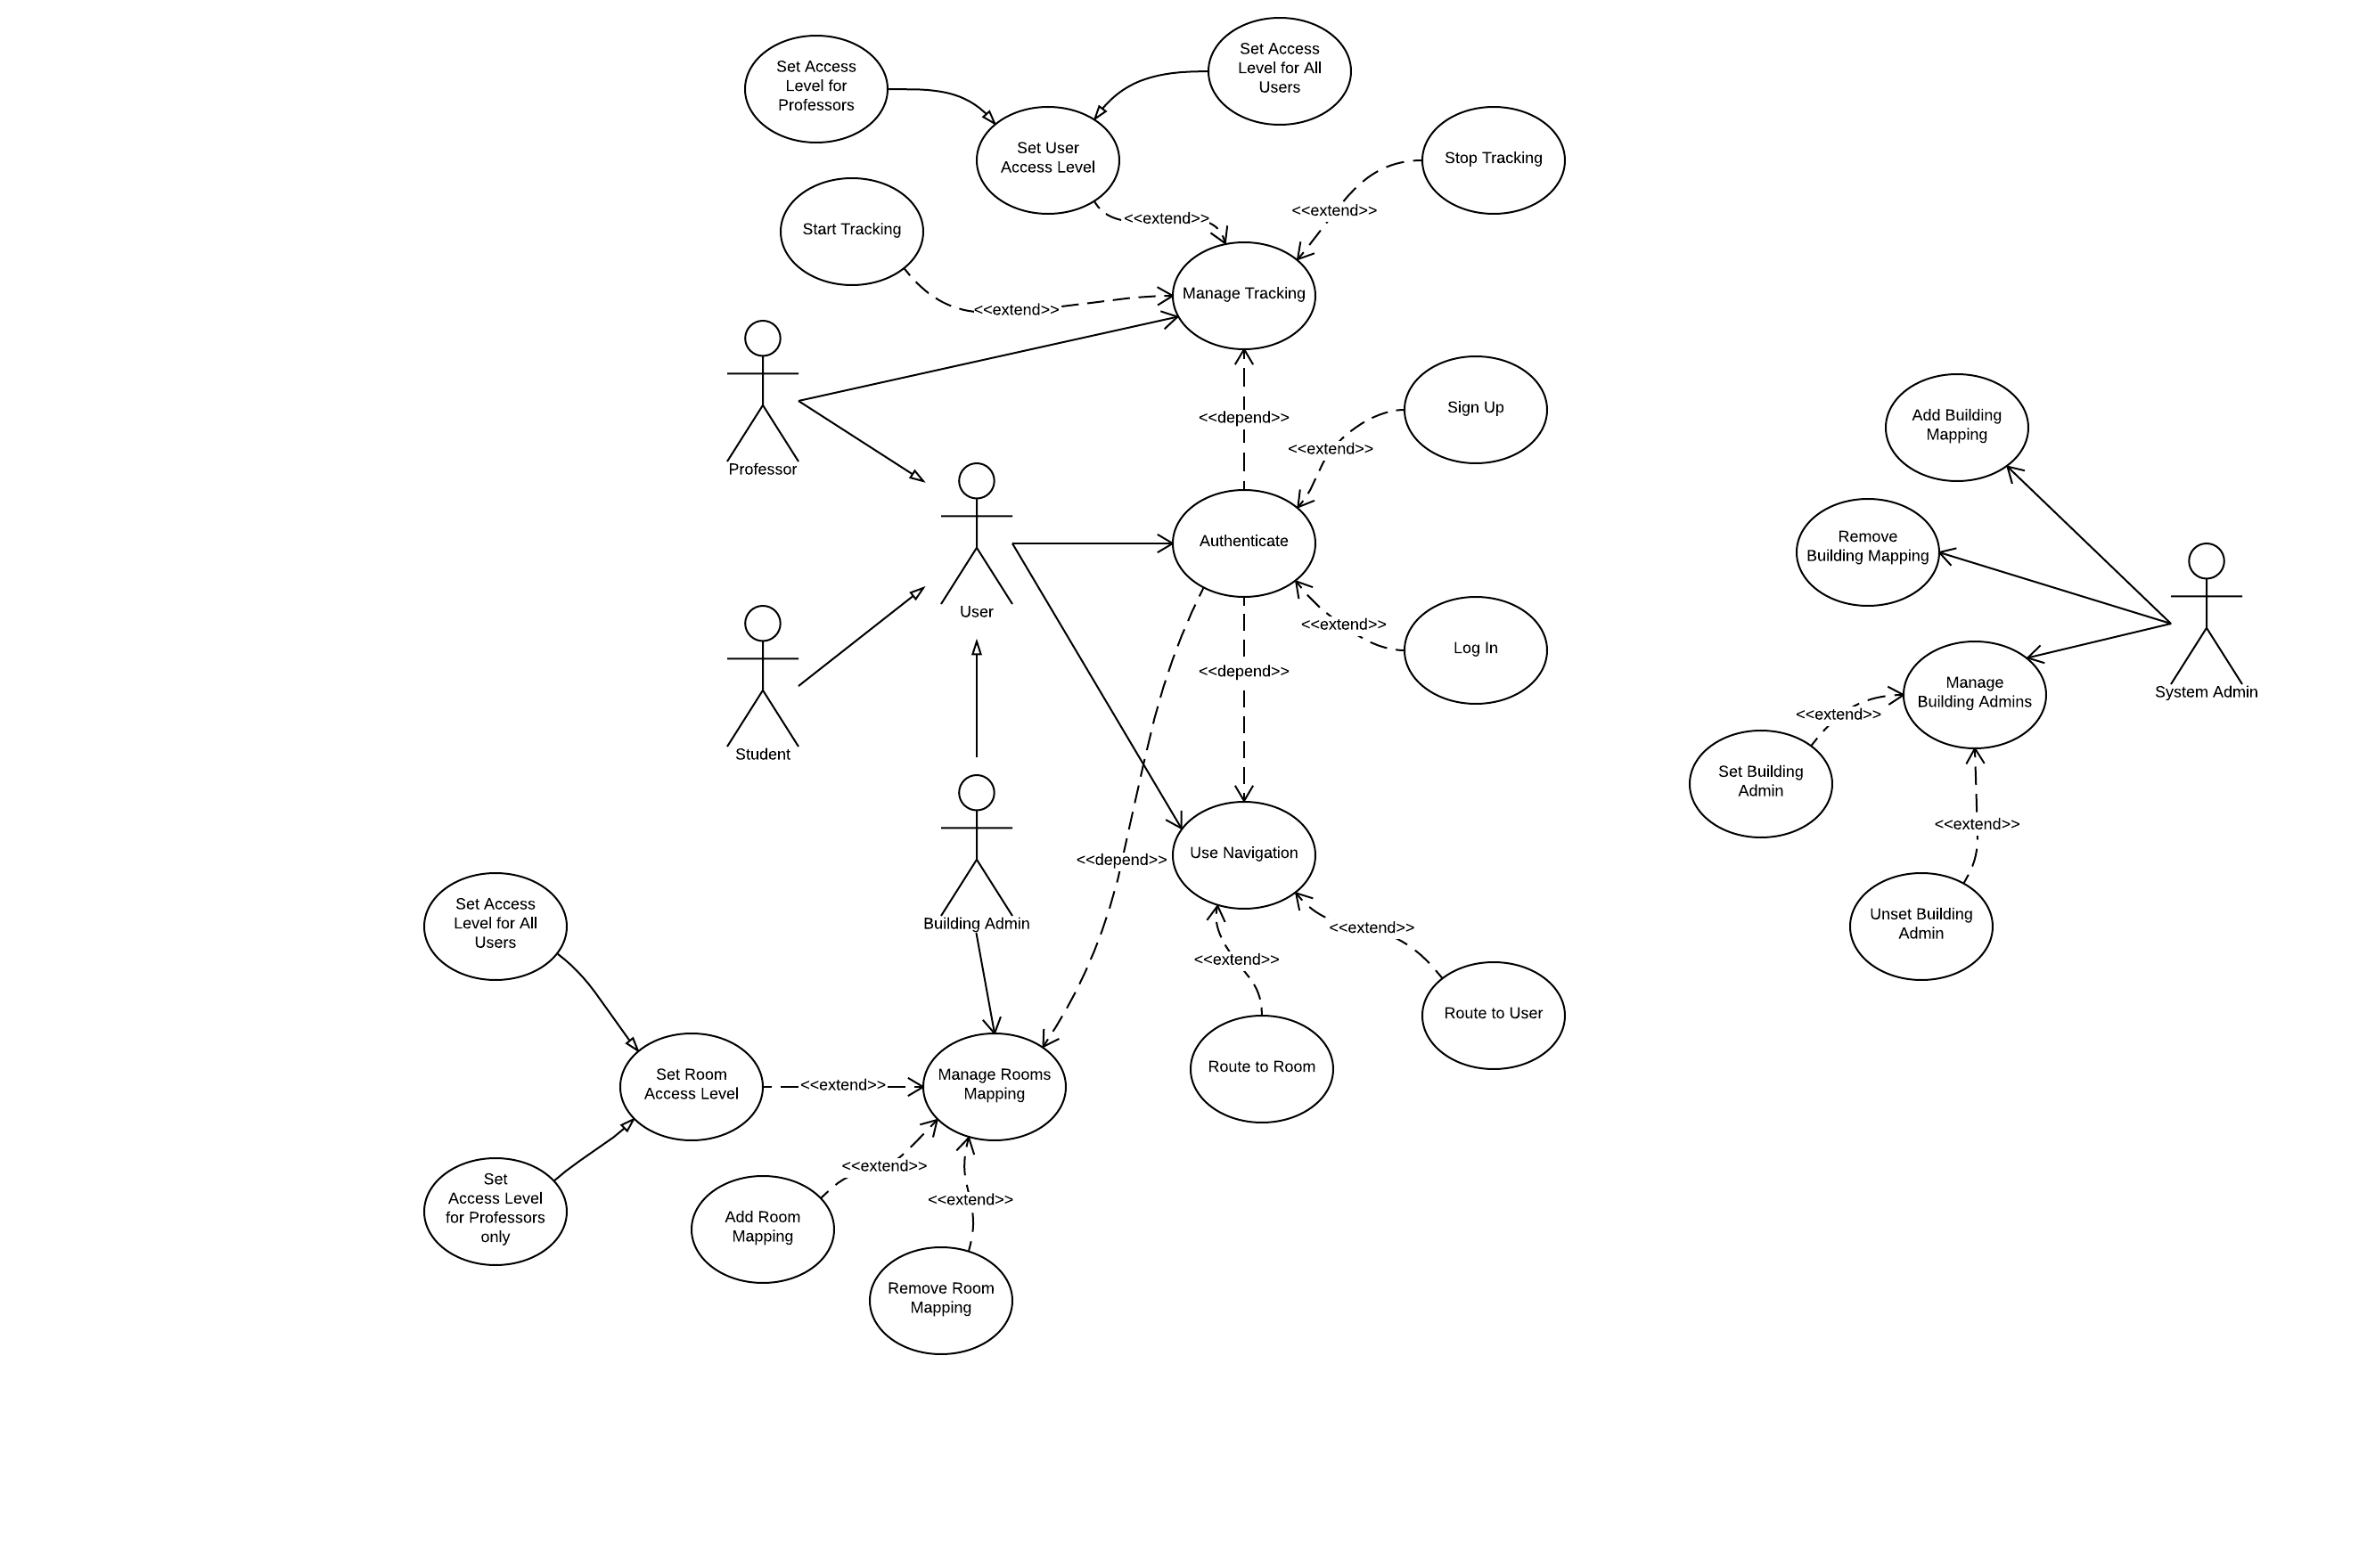 Set Access
Level for
Professors
Set Access
Level for All
Users
Set User
Access Level
Stop Tracking
<<extend>>
<<extend>>
Start Tracking
Manage Tracking
<<extend>>
Professor
<<depend>>
Sign Up
<<extend>>
Add Building
Mapping
Authenticate
Remove
Building Mapping
User
<<extend>>
Log In
<<depend>>
Manage
Building Admins
System Admin
<<extend>>
Student
Set Building
Admin
<<extend>>
Use Navigation
<<depend>>
Building Admin
<<extend>>
Unset Building
Admin
Set Access
Level for All
Users
<<extend>>
Route to User
Route to Room
Set Room
Access Level
<<extend>>
Manage Rooms
Mapping
<<extend>>
<<extend>>
Set
Access Level
for Professors
only
Add Room
Mapping
Remove Room
Mapping